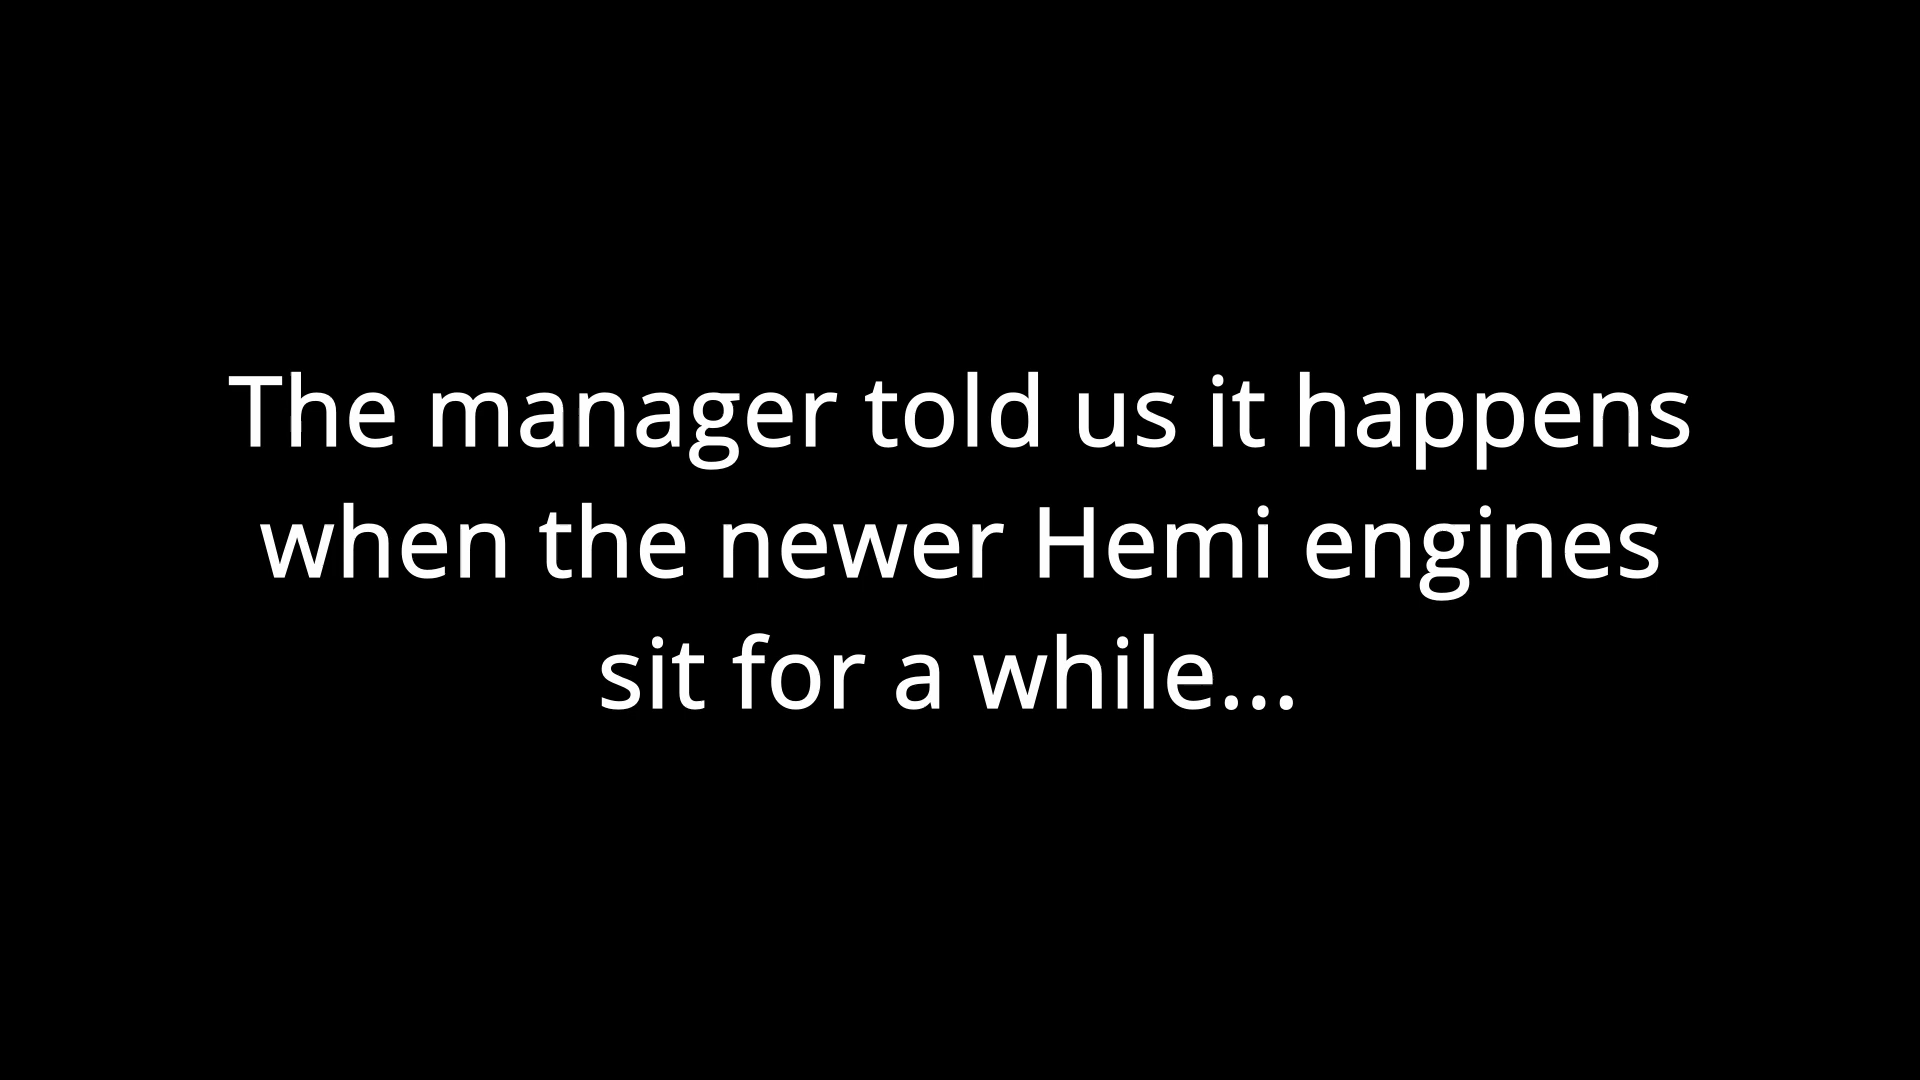 The manager told us it happens
when the newer Hemi engines
sit for a while...